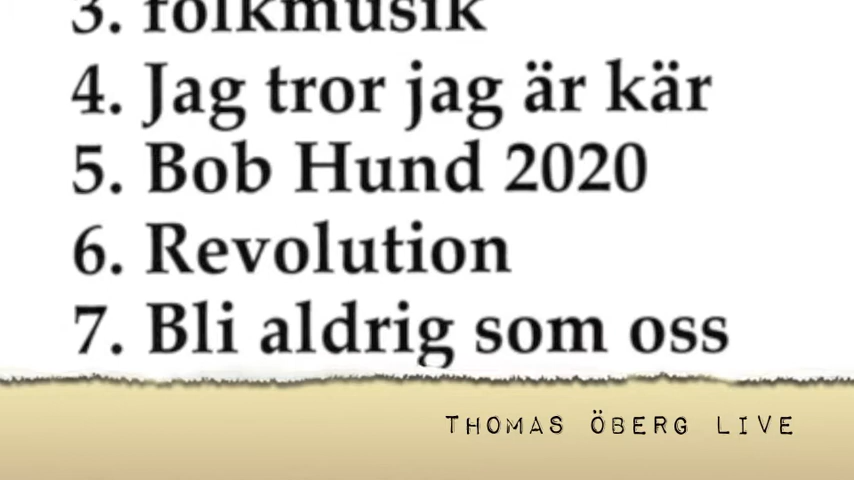 3. folkmusik
4. Jag tror jag är kär
5. Bob Hund 2020
6. Revolution
7. Bli aldrig som oss
THOMAS ÖBERG LIVE